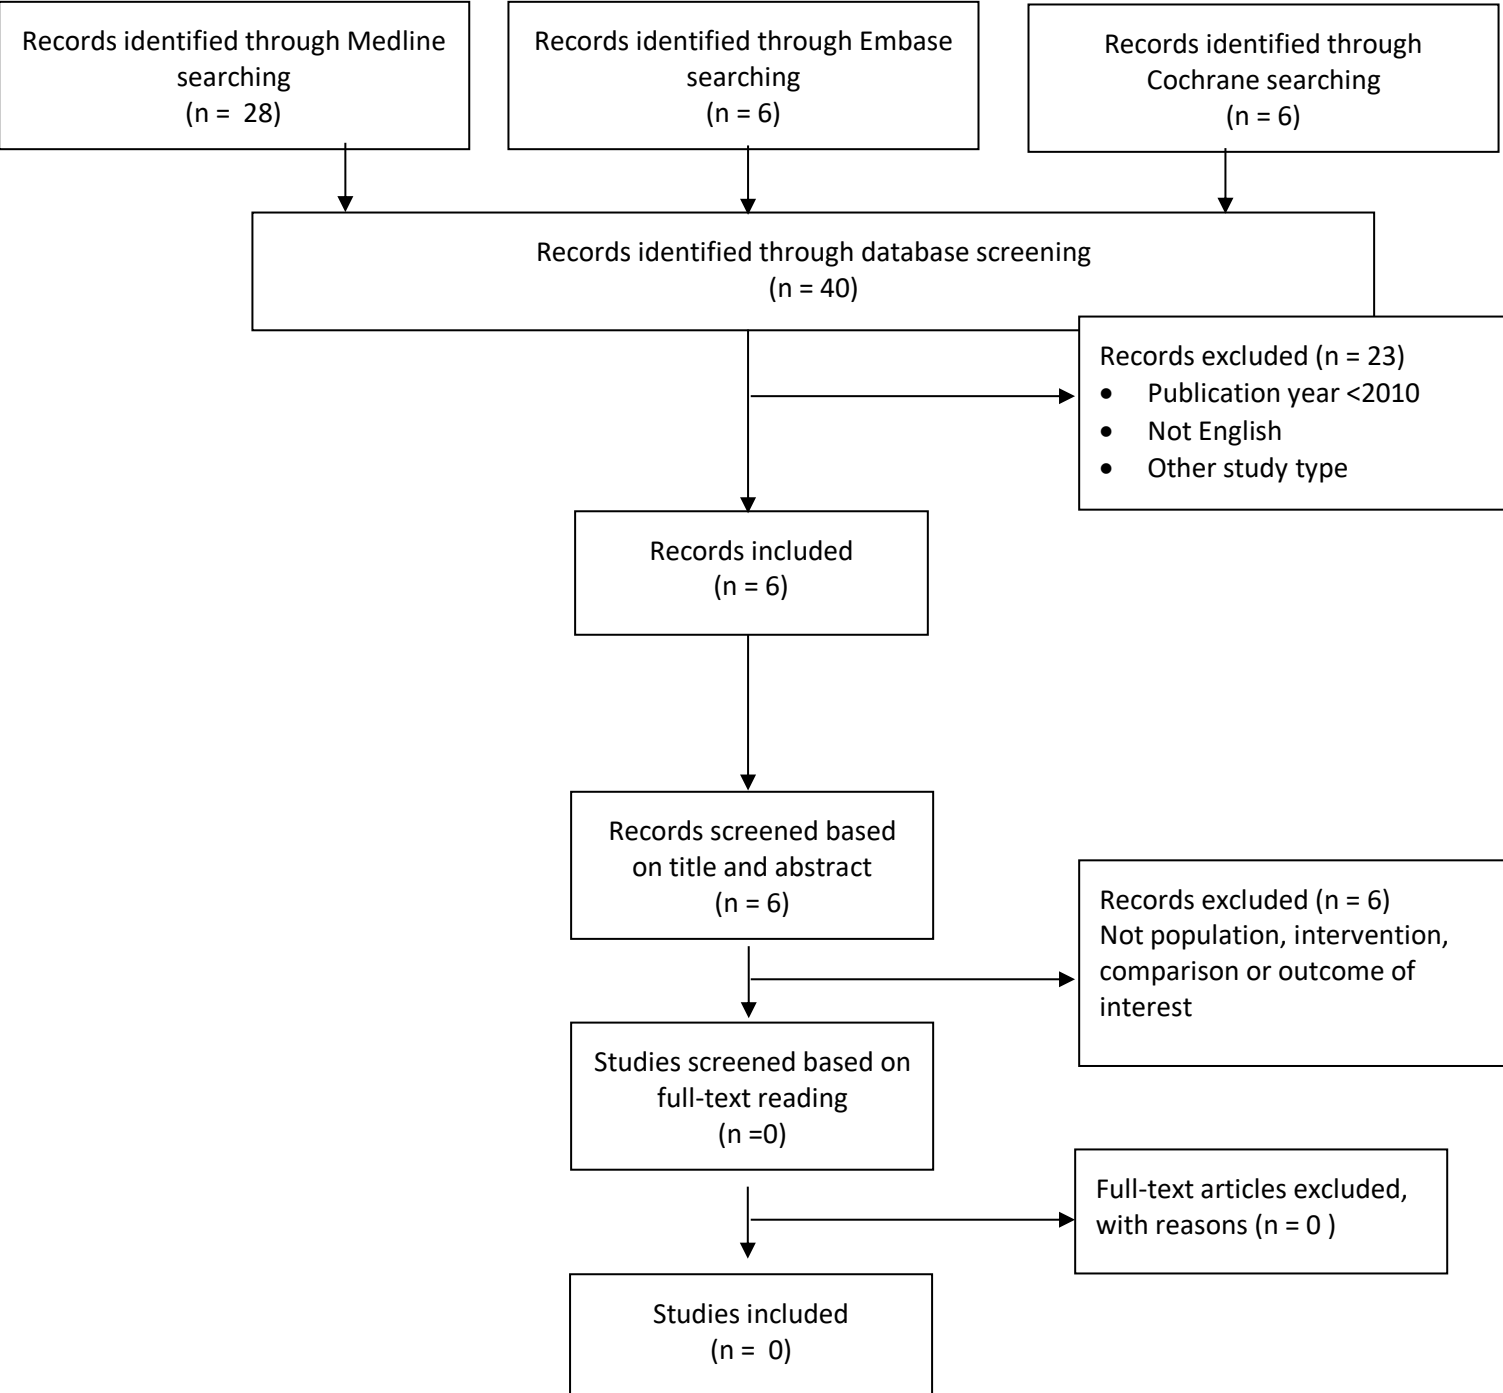 Records identified through Medline
searching
(n =  28)
Records identified through Embase
searching
(n = 6)
Records identified through
Cochrane searching
(n = 6)
Records identified through database screening
(n = 40)
Records excluded (n = 23)
• Publication year <2010
• Not English
• Other study type
Records included
(n = 6)
Records screened based
on title and abstract
(n = 6)
Records excluded (n = 6)
Not population, intervention,
comparison or outcome of
interest
Studies screened based on
full-text reading
(n =0)
Full-text articles excluded,
with reasons (n = 0 )
Studies included
(n =  0)